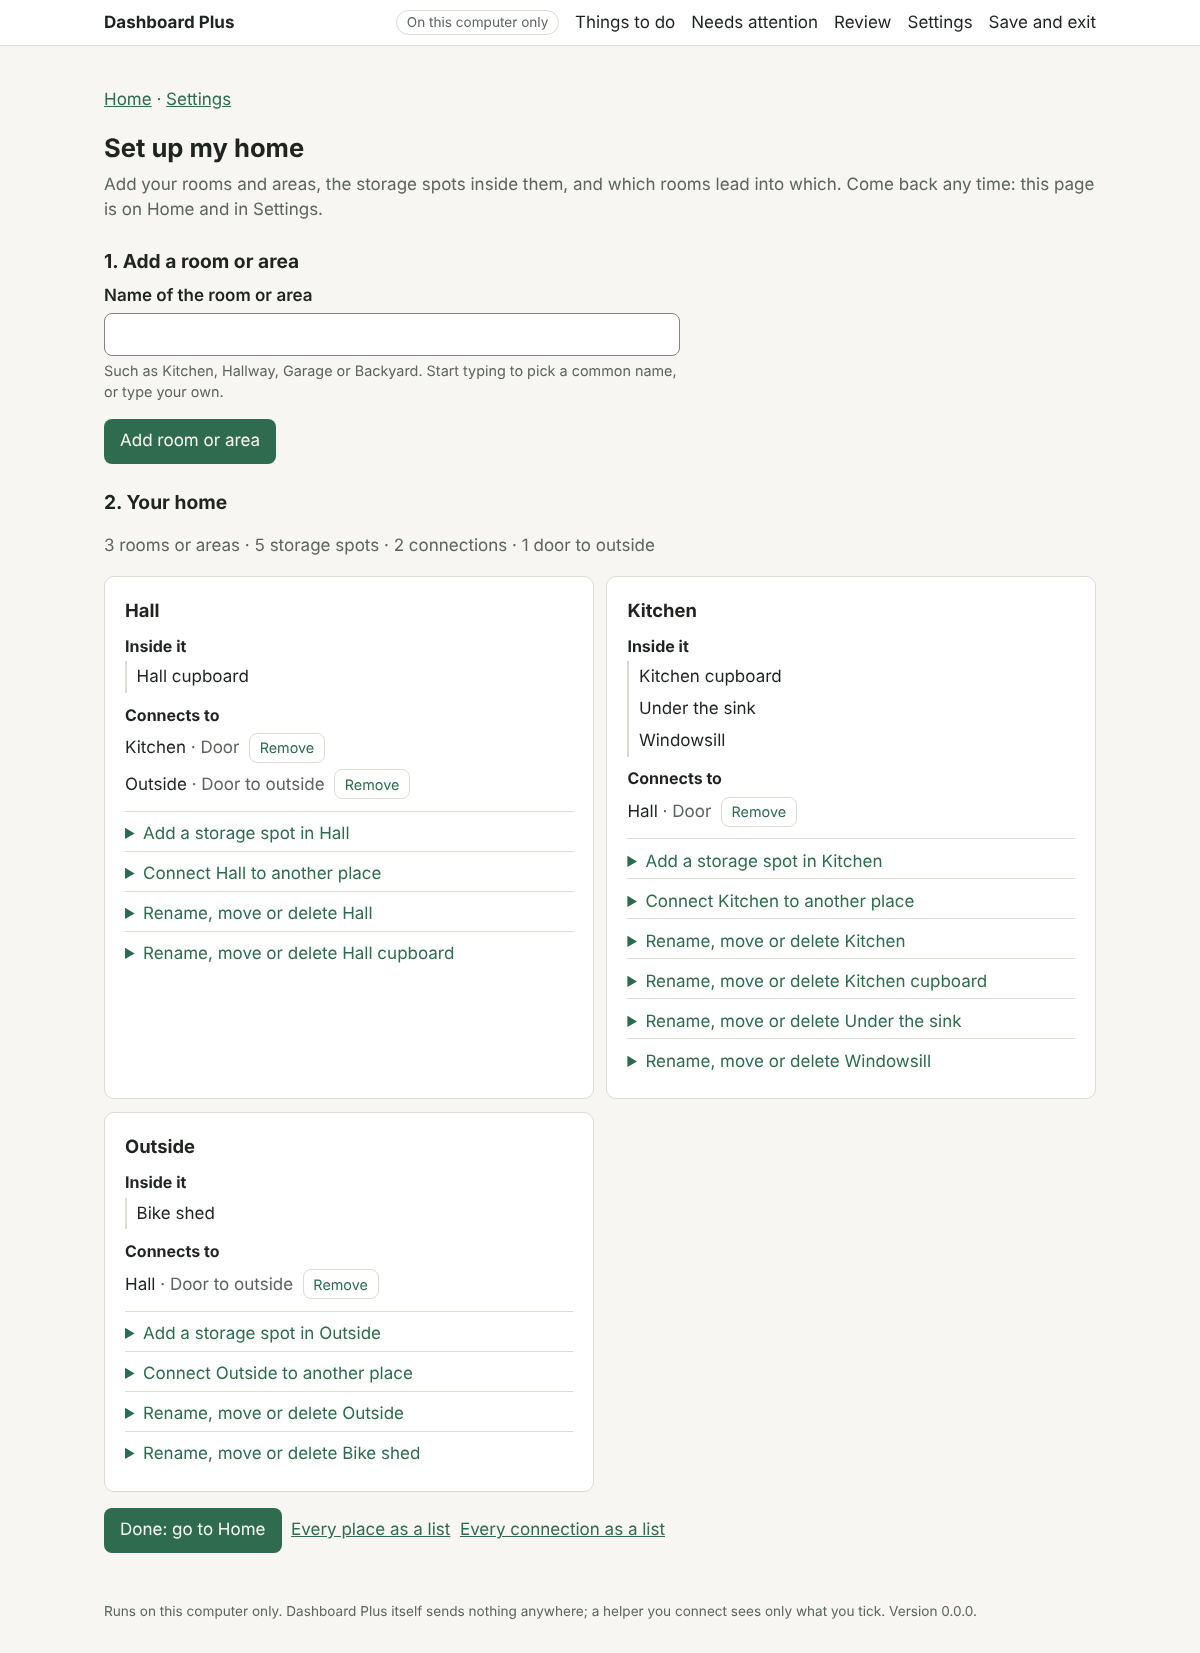 Dashboard Plus
On this computer only
Things to do
Needs attention
Review
Settings
Save and exit
Home · Settings
Set up my home
Add your rooms and areas, the storage spots inside them, and which rooms lead into which. Come back any time: this page
is on Home and in Settings.
1. Add a room or area
Name of the room or area
Such as Kitchen, Hallway, Garage or Backyard. Start typing to pick a common name,
or type your own.
Add room or area
2. Your home
3 rooms or areas · 5 storage spots · 2 connections · 1 door to outside
Hall
Inside it
Hall cupboard
Connects to
Kitchen · Door Remove
Outside · Door to outside Remove
Add a storage spot in Hall
Connect Hall to another place
Rename, move or delete Hall
Rename, move or delete Hall cupboard
Kitchen
Inside it
Kitchen cupboard
Under the sink
Windowsill
Connects to
Hall · Door Remove
Add a storage spot in Kitchen
Connect Kitchen to another place
Rename, move or delete Kitchen
Rename, move or delete Kitchen cupboard
Rename, move or delete Under the sink
Rename, move or delete Windowsill
Outside
Inside it
Bike shed
Connects to
Hall · Door to outside Remove
Add a storage spot in Outside
Connect Outside to another place
Rename, move or delete Outside
Rename, move or delete Bike shed
Done: go to Home
Every place as a list
Every connection as a list
Runs on this computer only. Dashboard Plus itself sends nothing anywhere; a helper you connect sees only what you tick. Version 0.0.0.